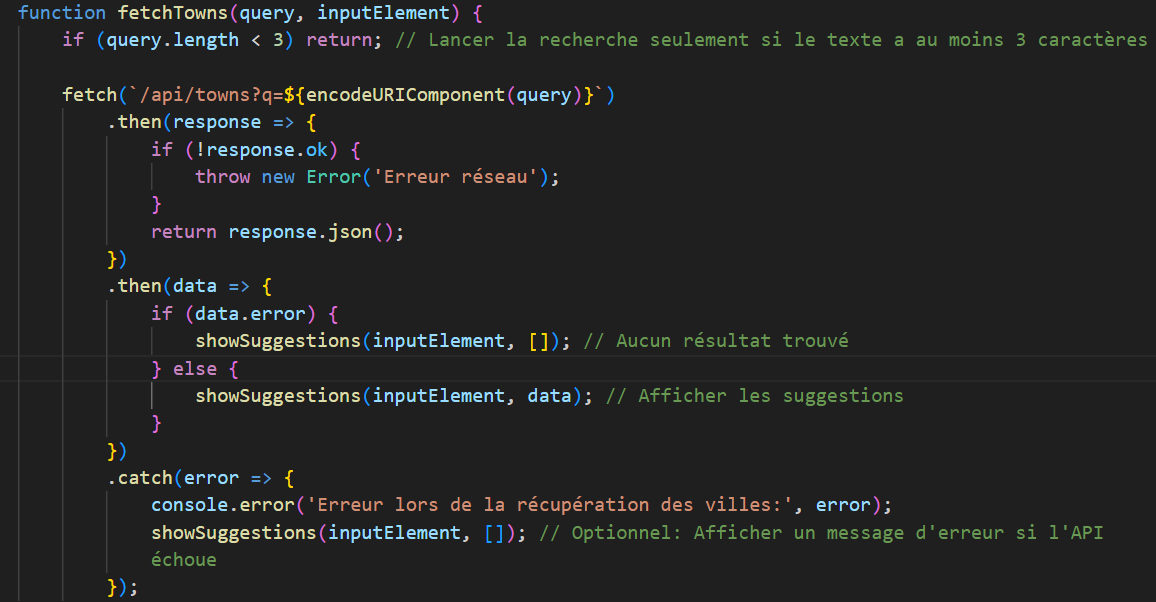 function fetchTowns(query, inputElement) {
if (query.length < 3) return; // Lancer la recherche seulement si le texte a au moins 3 caractères
fetch(`/api/towns?q=${encodeURIComponent(query)}`)
.then(response => {
if (!response.ok) {
throw new Error('Erreur réseau');
}
return response.json();
})
.then(data => {
if (data.error) {
showSuggestions(inputElement, []); // Aucun résultat trouvé
} else {
showSuggestions(inputElement, data); // Afficher les suggestions
}
})
.catch(error => {
console.error('Erreur lors de la récupération des villes:', error);
showSuggestions(inputElement, []); // Optionnel: Afficher un message d'erreur si l'API
échoue
});